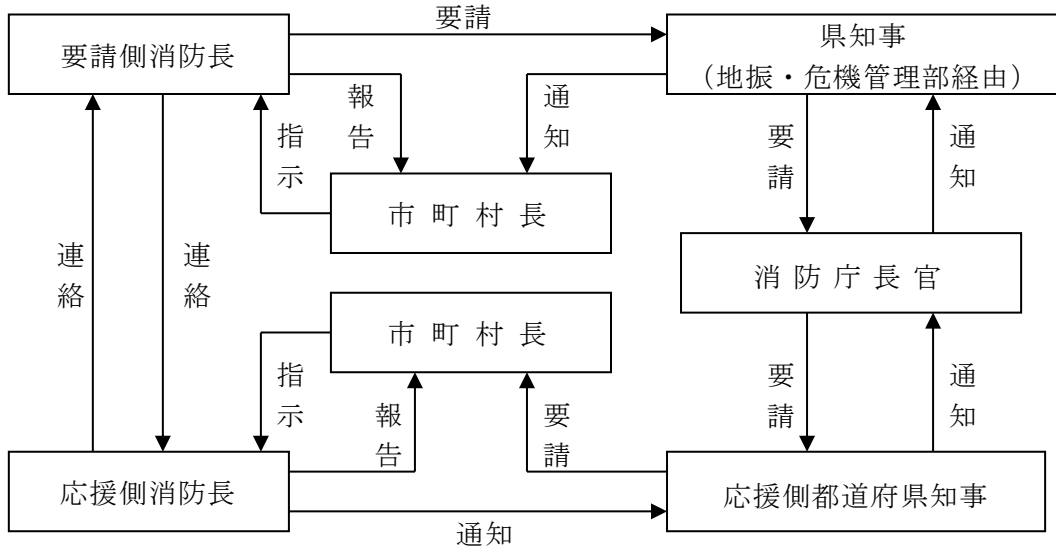 要請
要請側消防長
県知事
（地振・危機管理部経由）
報告
通知
指示
要請
通知
市 町 村 長
連絡
連絡
消 防 庁 長 官
市 町 村 長
指示
報告
要請
要請
通知
応援側消防長
応援側都道府県知事
通知